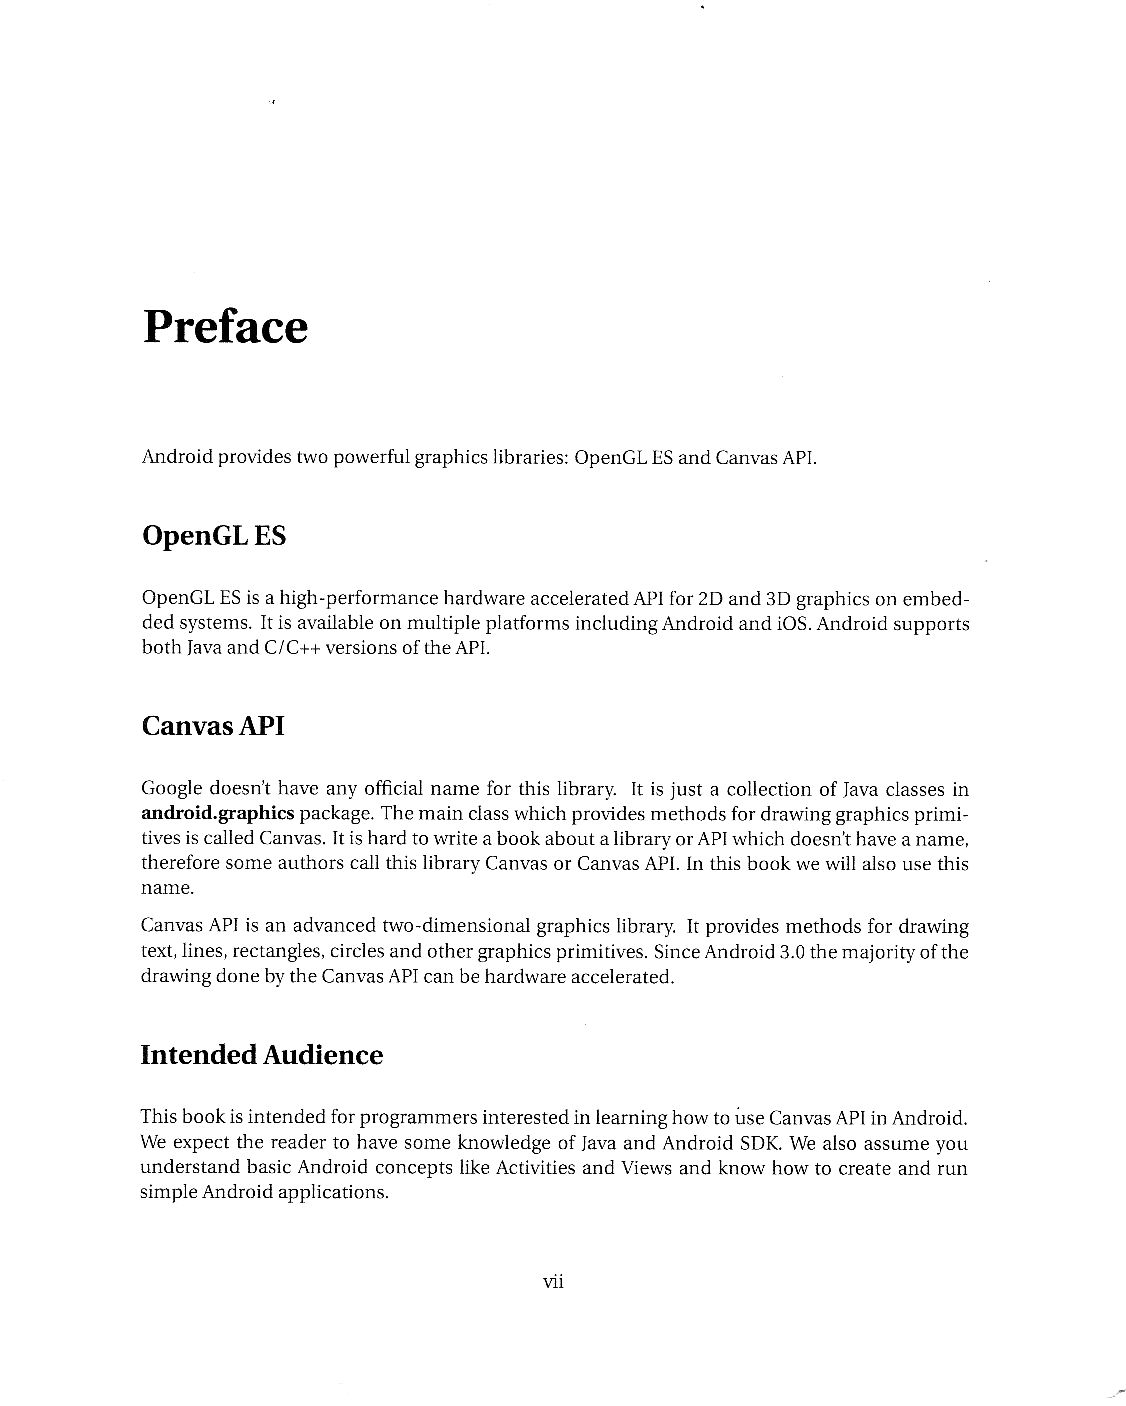 Preface
Android provides two powerful graphics libraries: OpenGL ES and Canvas API.
OpenGL ES
OpenGL ES is a high-performance hardware accelerated API for 2D and 3D graphics on embed-
ded systems. It is available on multiple platforms including Android and iOS. Android supports
both Java and C/C++ versions of the API.
Canvas API
Google doesn't have any official name for this library. It is just a collection of Java classes in
android.graphics package. The main class which provides methods for drawing graphics primi-
tives is called Canvas. It is hard to write a book about a library or API which doesn't have a name,
therefore some authors call this library Canvas or Canvas API. In this book we will also use this
name.
Canvas API is an advanced two-dimensional graphics library. It provides methods for drawing
text, lines, rectangles, circles and other graphics primitives. Since Android 3.0 the majority of the
drawing done by the Canvas API can be hardware accelerated.
Intended Audience
This book is intended for programmers interested in learning how to use Canvas API in Android.
We expect the reader to have some knowledge of Java and Android SDK. We also assume you
understand basic Android concepts like Activities and Views and know how to create and run
simple Android applications.
vii